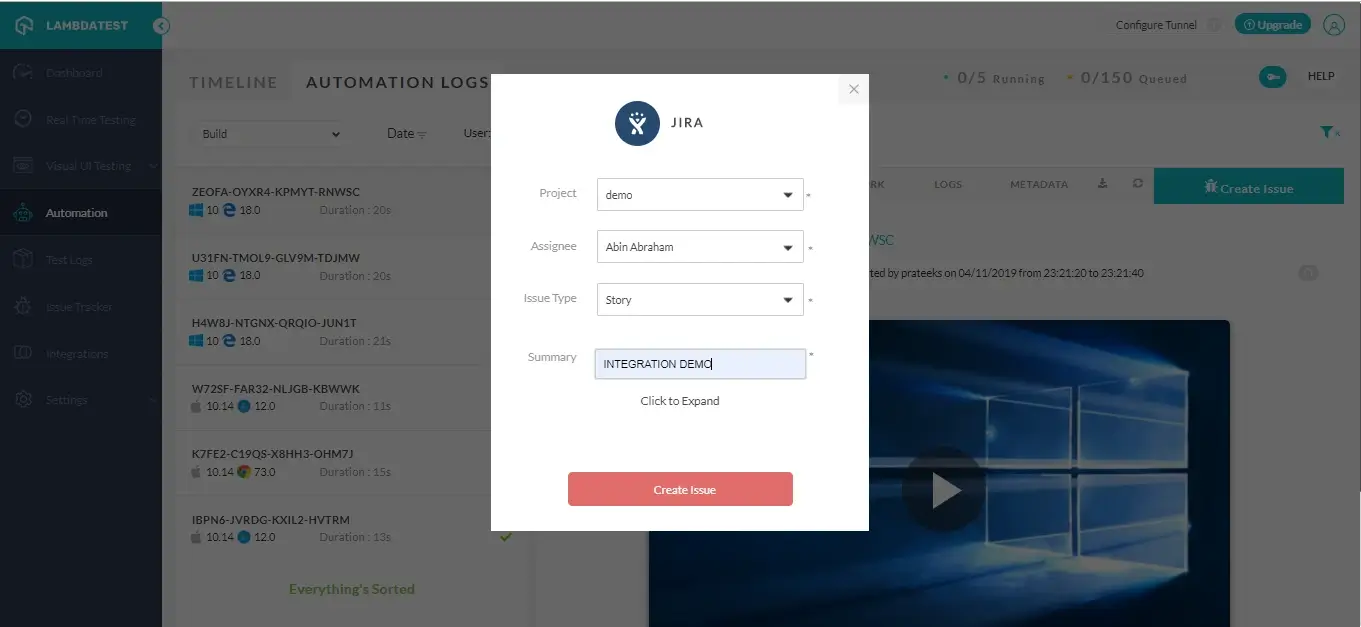 LAMBDATEST
Configure Tunnel
Upgrade
Dashboard
Real Time Testing
Visual UI Testing
Automation
Test Logs
Issue Tracker
Integrations
Settings
TIMELINE
AUTOMATION LOGS
0/5 Running
0/150 Queued
HELP
Build
Date
User:
ZEOFA-OYXR4-KPMYT-RNWSC
10 18.0 Duration : 20s
U31FN-TMOL9-GLV9M-TDJMW
10 18.0 Duration : 20s
H4W8J-NTGNX-QRQIO-JUN1T
10 18.0 Duration : 21s
W72SF-FAR32-NLJGB-KBWWK
10.14 12.0 Duration : 11s
K7FE2-C19QS-X8HH3-OHM7J
10.14 73.0 Duration : 15s
IBPN6-JVRDG-KXIL2-HVTRM
10.14 12.0 Duration : 13s
Everything's Sorted
JIRA
Project demo *
Assignee Abin Abraham *
Issue Type Story *
Summary INTEGRATION DEMO *
Click to Expand
Create Issue
RK
LOGS
METADATA
Create Issue
WSC
ted by prateeks on 04/11/2019 from 23:21:20 to 23:21:40